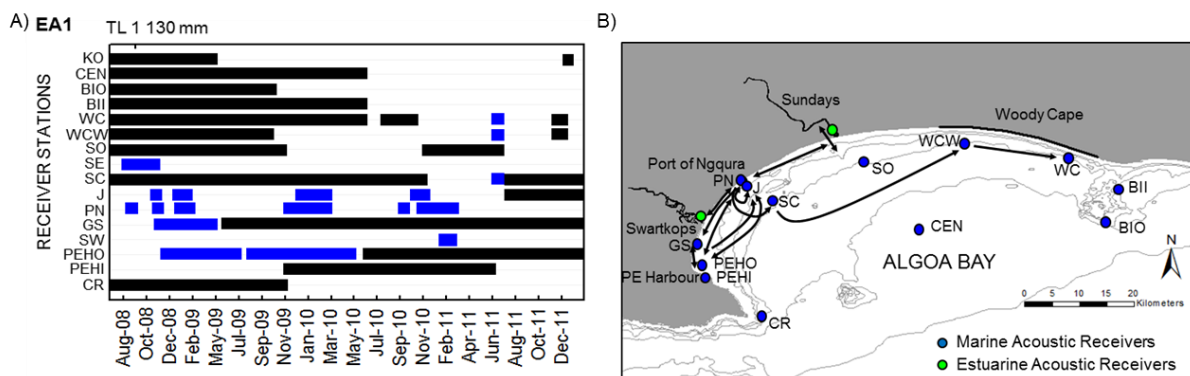 A) EA1 TL 1 130 mm
RECEIVER STATIONS
KO
CEN
BIO
BII
WC
WCW
SO
SE
SC
J
PN
GS
SW
PEHO
PEHI
CR
Aug-08
Oct-08
Dec-08
May-09
Jul-09
Sep-09
Nov-09
Jan-10
Mar-10
May-10
Jul-10
Sep-10
Nov-10
Feb-11
Apr-11
Jun-11
Aug-11
Dec-11
B)
Sundays
Woody Cape
Port of Ngqura
PN
J
SO
WCW
WC
BII
BIO
SC
CEN
Swartkops
GS
PEHO
PE Harbour
PEHI
CR
ALGOA BAY
N
0 5 10 15 20
Kilometers
Marine Acoustic Receivers
Estuarine Acoustic Receivers